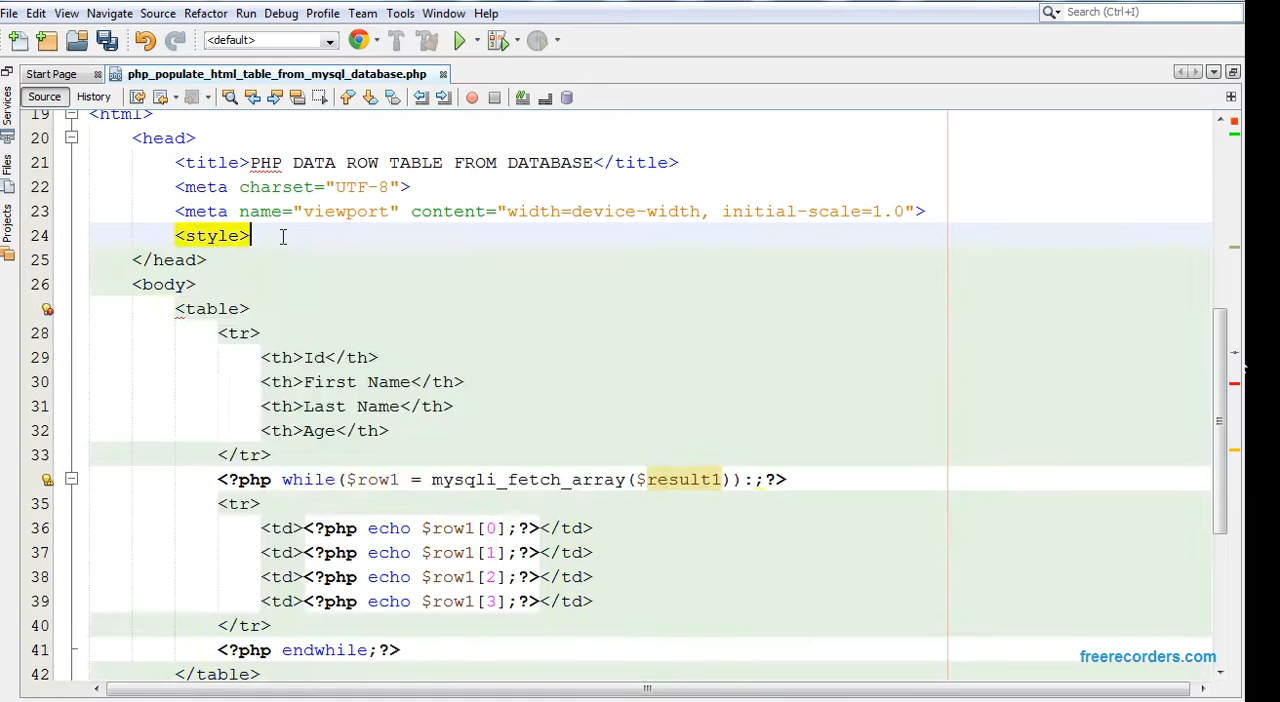 File Edit View Navigate Source Refactor Run Debug Profile Team Tools Window Help Search (Ctrl+I)
<default>
Start Page php_populate_html_table_from_mysql_database.php
Source History
Services
Files
Projects
19 <html>
20 <head>
21 <title>PHP DATA ROW TABLE FROM DATABASE</title>
22 <meta charset="UTF-8">
23 <meta name="viewport" content="width=device-width, initial-scale=1.0">
24 <style>
25 </head>
26 <body>
<table>
28 <tr>
29 <th>Id</th>
30 <th>First Name</th>
31 <th>Last Name</th>
32 <th>Age</th>
33 </tr>
<?php while($row1 = mysqli_fetch_array($result1)):;?>
35 <tr>
36 <td><?php echo $row1[0];?></td>
37 <td><?php echo $row1[1];?></td>
38 <td><?php echo $row1[2];?></td>
39 <td><?php echo $row1[3];?></td>
40 </tr>
41 <?php endwhile;?>
42 </table>
freerecorders.com